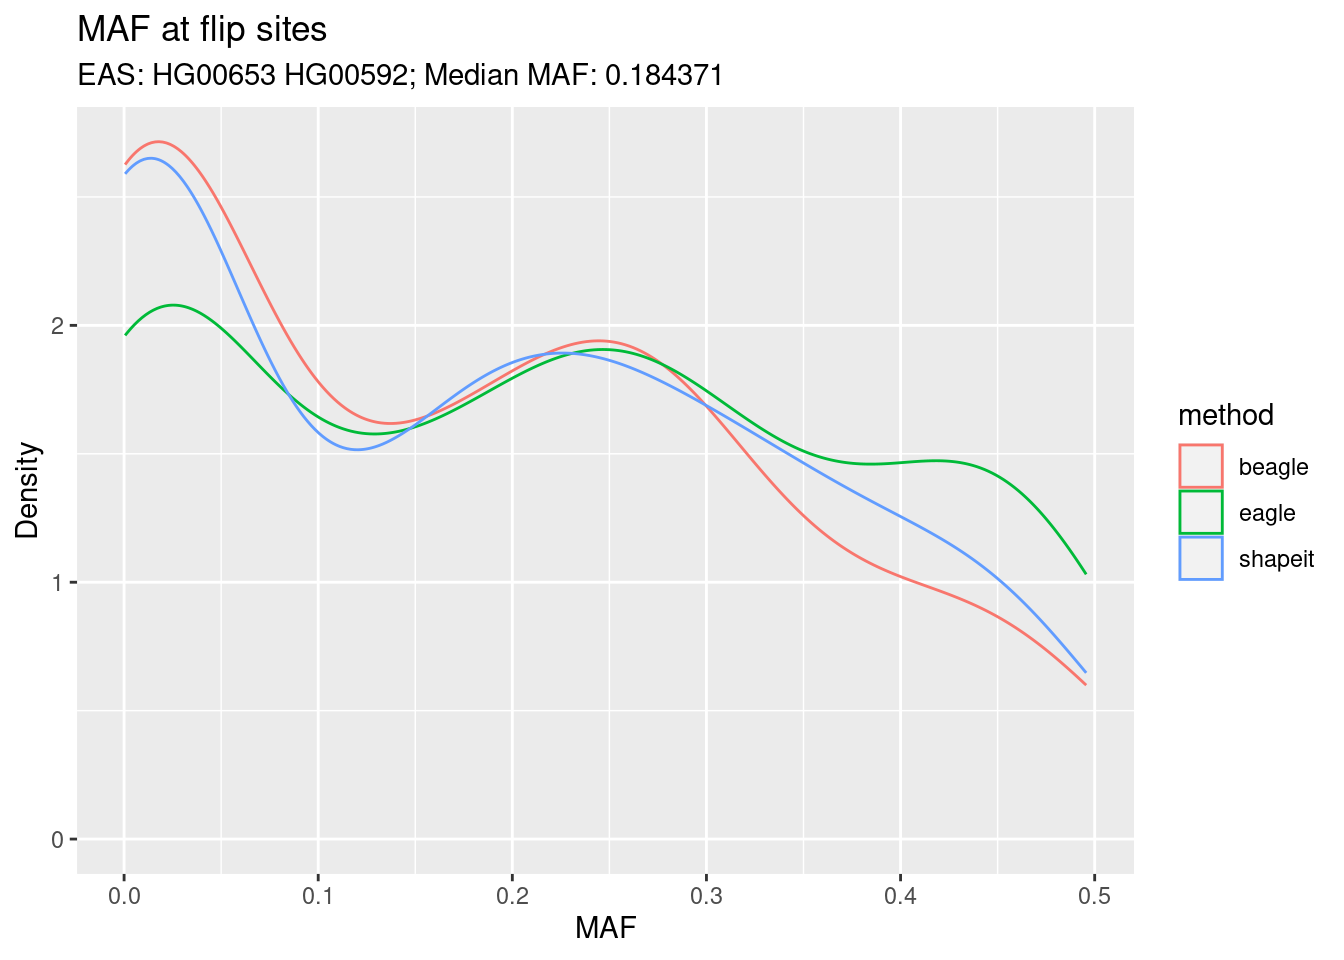 MAF at flip sites
EAS: HG00653 HG00592; Median MAF: 0.184371
Density
2
1
0
0.0
0.1
0.2
0.3
0.4
0.5
MAF
method
beagle
eagle
shapeit